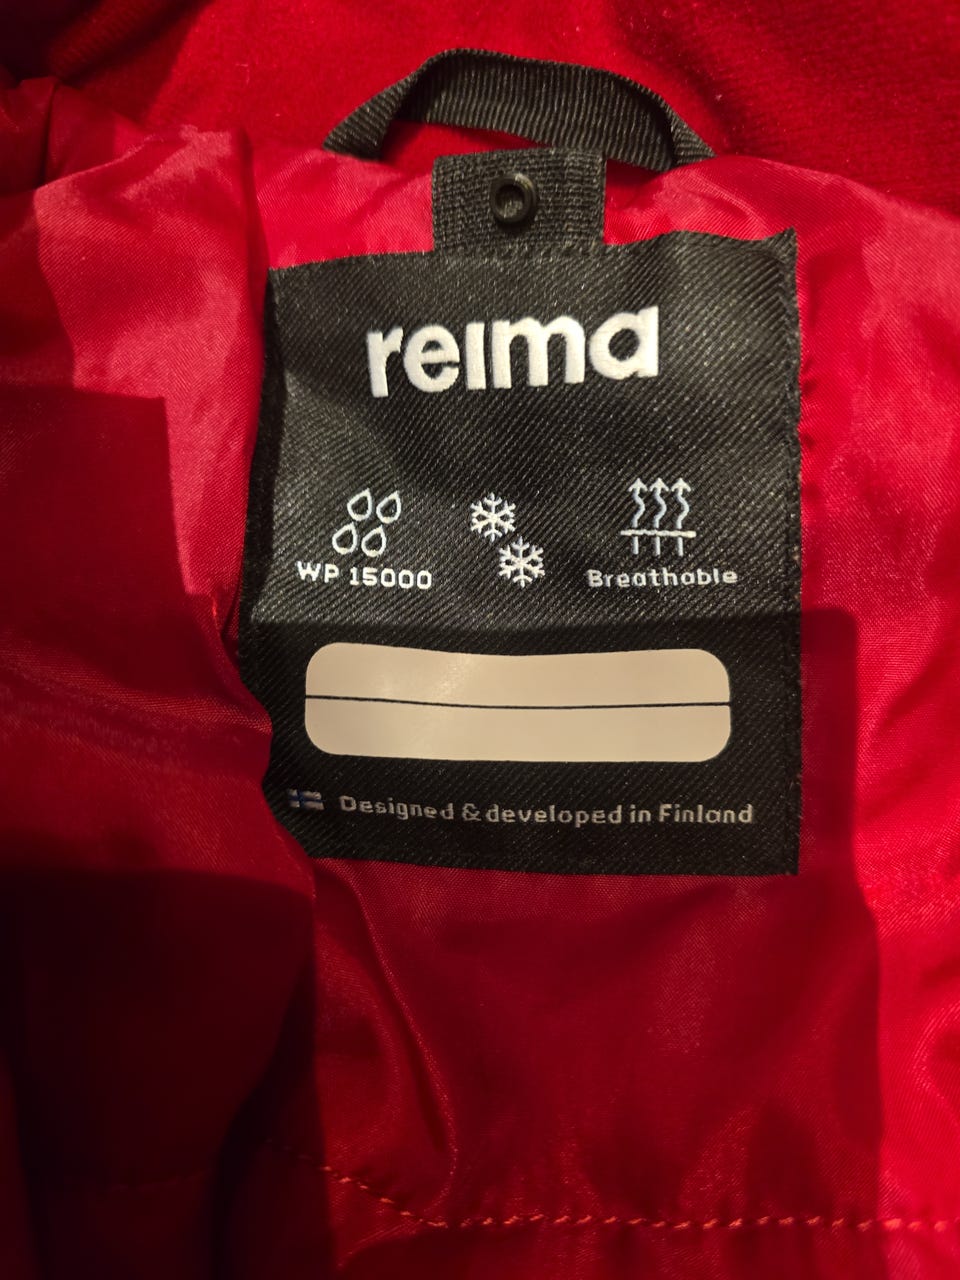 reima
WP 15000
Breathable
Designed & developed in Finland